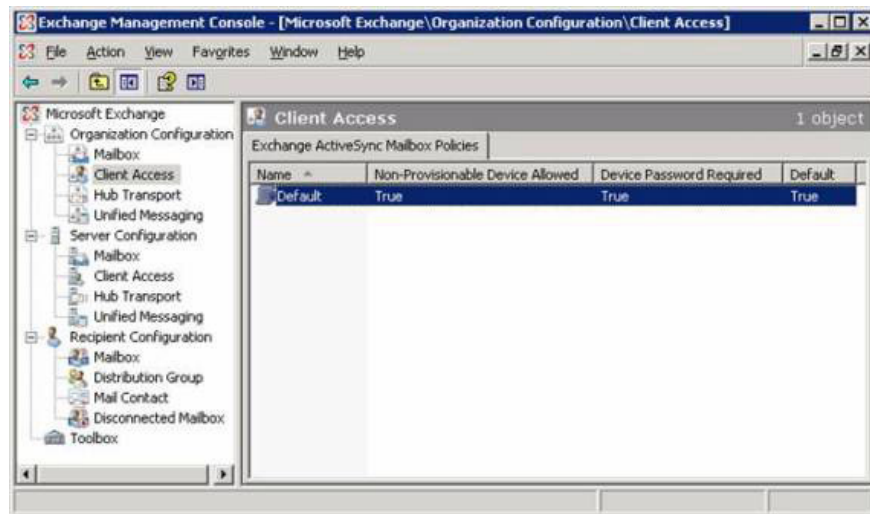 Exchange Management Console - [Microsoft Exchange\Organization Configuration\Client Access]
File Action View Favorites Window Help
Microsoft Exchange
Organization Configuration
Mailbox
Client Access
Hub Transport
Unified Messaging
Server Configuration
Mailbox
Client Access
Hub Transport
Unified Messaging
Recipient Configuration
Mailbox
Distribution Group
Mail Contact
Disconnected Mailbox
Toolbox
Client Access 1 object
Exchange ActiveSync Mailbox Policies
Name Non-Provisionable Device Allowed Device Password Required Default
Default True True True